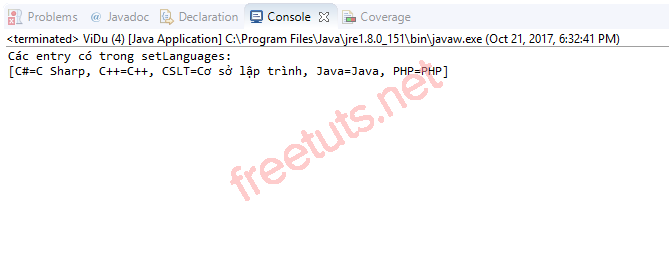 Problems @ Javadoc Declaration Console Coverage
<terminated> ViDu (4) [Java Application] C:\Program Files\Java\jre1.8.0_151\bin\javaw.exe (Oct 21, 2017, 6:32:41 PM)
Các entry có trong setLanguages:
[C#=C Sharp, C++=C++, CSLT=Cơ sở lập trình, Java=Java, PHP=PHP]
freetuts.net